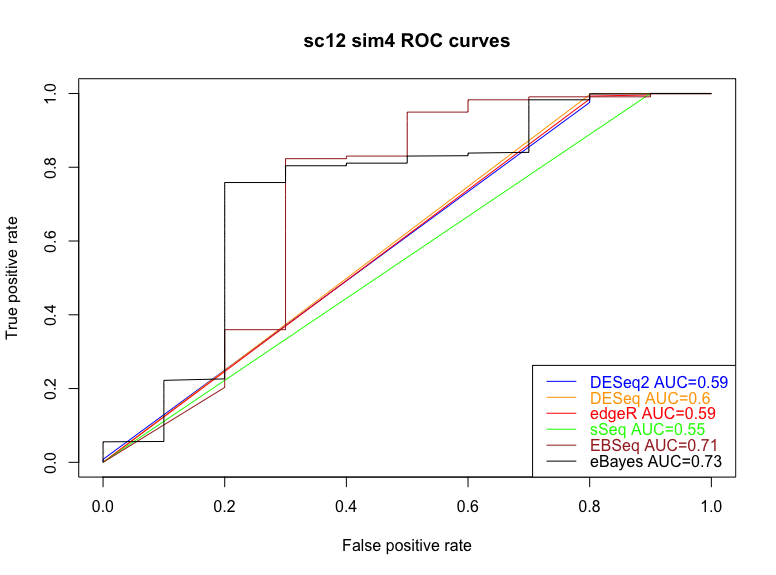 sc12 sim4 ROC curves
True positive rate
1.0
0.8
0.6
0.4
0.2
0.0
DESeq2 AUC=0.59
DESeq AUC=0.6
edgeR AUC=0.59
sSeq AUC=0.55
EBSeq AUC=0.71
eBayes AUC=0.73
0.0 0.2 0.4 0.6 0.8 1.0
False positive rate